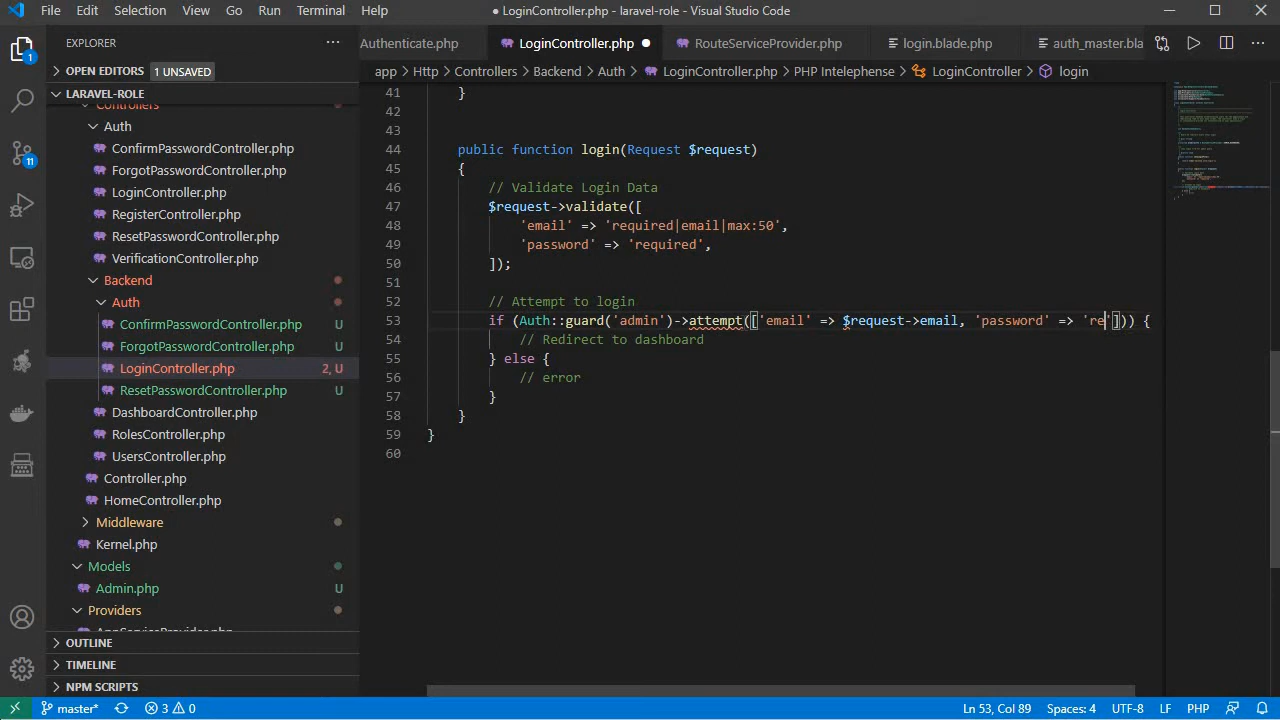 File Edit Selection View Go Run Terminal ● LoginController.php - laravel-role - Visual Studio Code
EXPLORER ···
Authenticate.php LoginController.php ● RouteServiceProvider.php login.blade.php auth_master.bla ···
OPEN EDITORS 1 UNSAVED
app > Http > Controllers > Backend > Auth > LoginController.php > PHP Intelephense > LoginController > login
LARAVEL-ROLE
Controllers
Auth
ConfirmPasswordController.php
ForgotPasswordController.php
LoginController.php
RegisterController.php
ResetPasswordController.php
VerificationController.php
Backend
Auth
ConfirmPasswordController.php U
ForgotPasswordController.php U
LoginController.php 2, U
ResetPasswordController.php U
DashboardController.php
RolesController.php
UsersController.php
Controller.php
HomeController.php
Middleware
Kernel.php
Models
Admin.php U
Providers
AppServiceProvider.php
OUTLINE
TIMELINE
NPM SCRIPTS
1
11
41 }
42
43
44 public function login(Request $request)
45 {
46 // Validate Login Data
47 $request->validate([
48 'email' => 'required|email|max:50',
49 'password' => 'required',
50 ]);
51
52 // Attempt to login
53 if (Auth::guard('admin')->attempt(['email' => $request->email, 'password' => 're'])) {
54 // Redirect to dashboard
55 } else {
56 // error
57 }
58 }
59 }
60
master* 3 0 Ln 53, Col 89 Spaces: 4 UTF-8 LF PHP